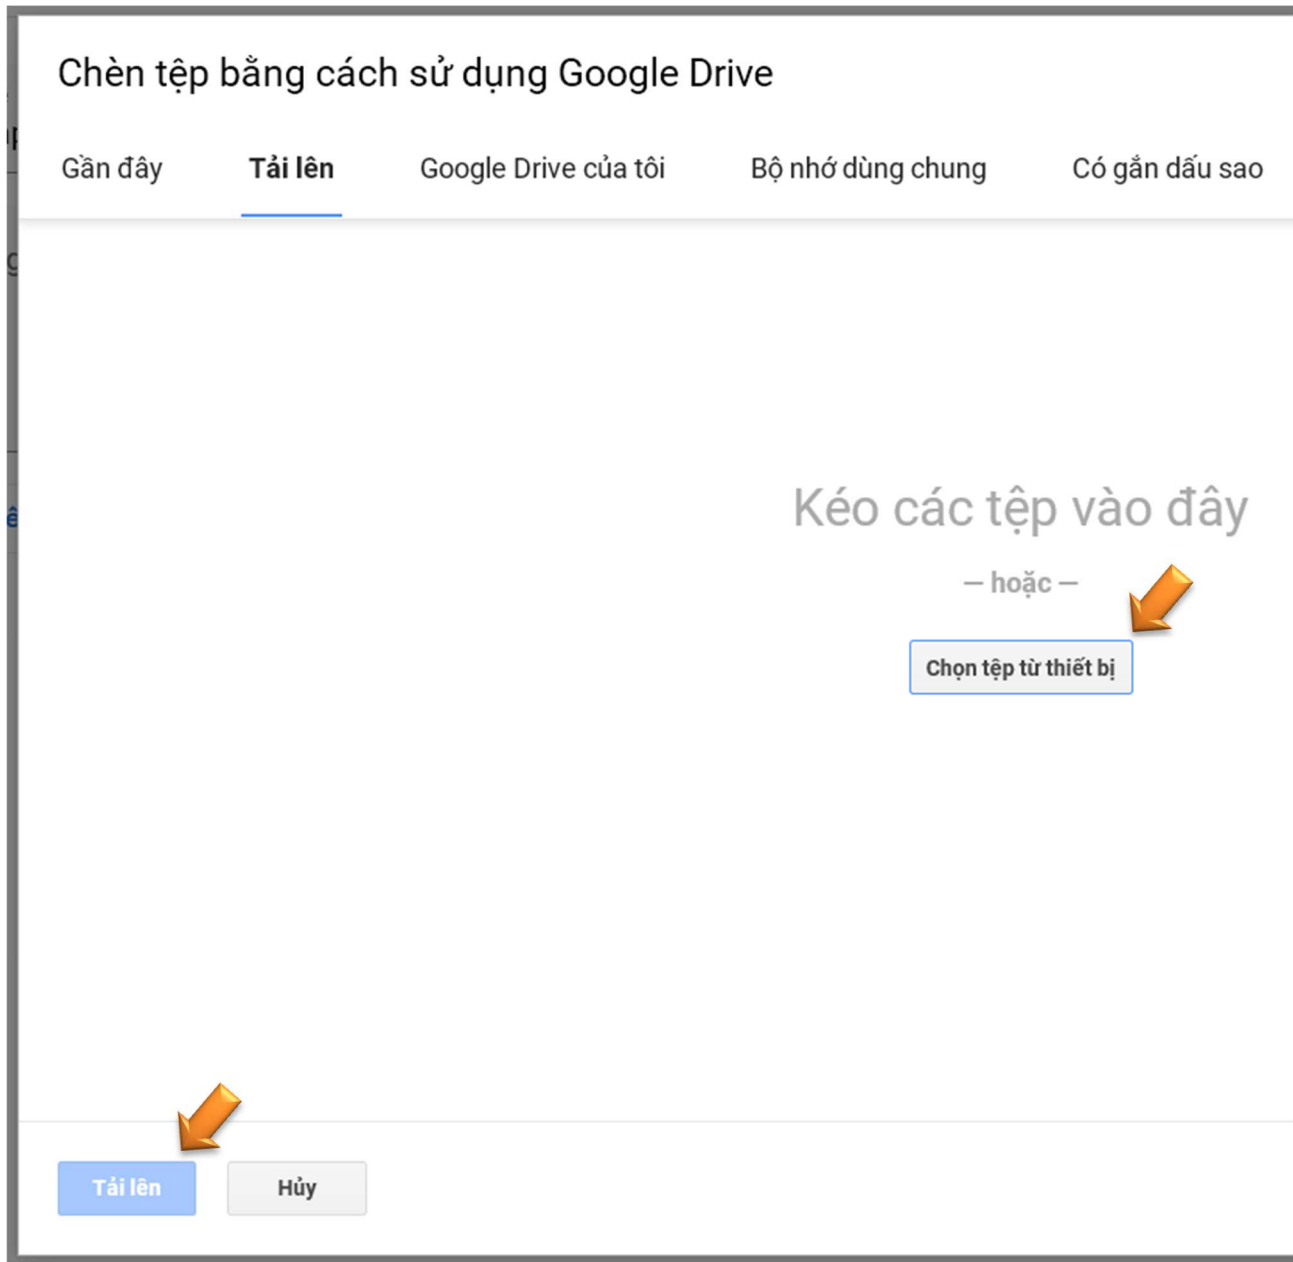 Chèn tệp bằng cách sử dụng Google Drive
Gần đây Tải lên Google Drive của tôi Bộ nhớ dùng chung Có gắn dấu sao
Kéo các tệp vào đây
— hoặc —
Chọn tệp từ thiết bị
Tải lên Hủy